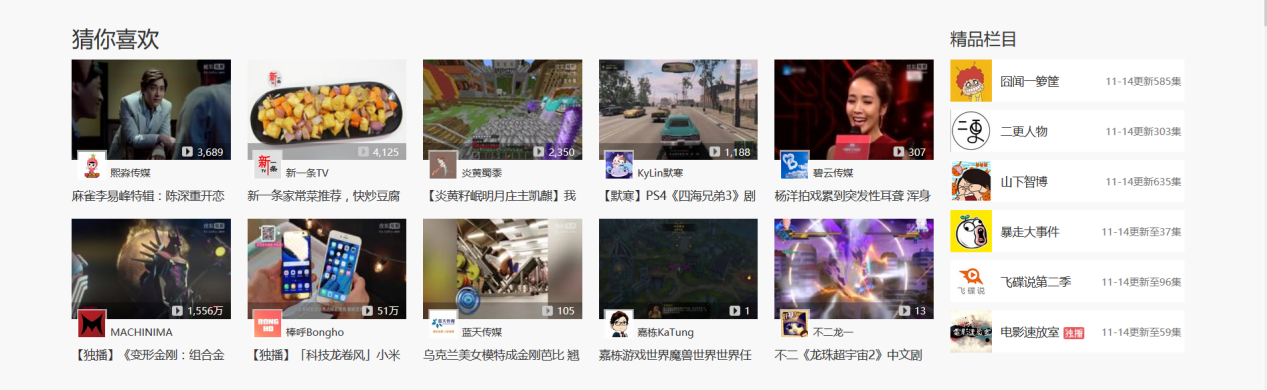 猜你喜欢
3,689
熙淼传媒
麻雀李易峰特辑：陈深重开恋
4,125
新一条TV
新一条家常菜推荐，快炒豆腐
2,350
炎黄蜀黍
【炎黄籽岷明月庄主凯麒】我
1,188
KyLin默寒
【默寒】PS4《四海兄弟3》剧
307
碧云传媒
杨洋拍戏累到突发性耳聋 浑身
1,556万
MACHINIMA
【独播】《变形金刚：组合金
51万
棒呼Bongho
【独播】「科技龙卷风」小米
105
蓝天传媒
乌克兰美女模特成金刚芭比 翘
1
嘉栋KaTung
嘉栋游戏世界魔兽世界世界任
13
不二龙一
不二《龙珠超宇宙2》中文剧
精品栏目
囧闻一箩筐 11-14更新585集
二更人物 11-14更新303集
山下智博 11-14更新635集
暴走大事件 11-14更新至37集
飞碟说
飞碟说第二季 11-14更新至96集
电影速放室 独播 11-14更新至59集